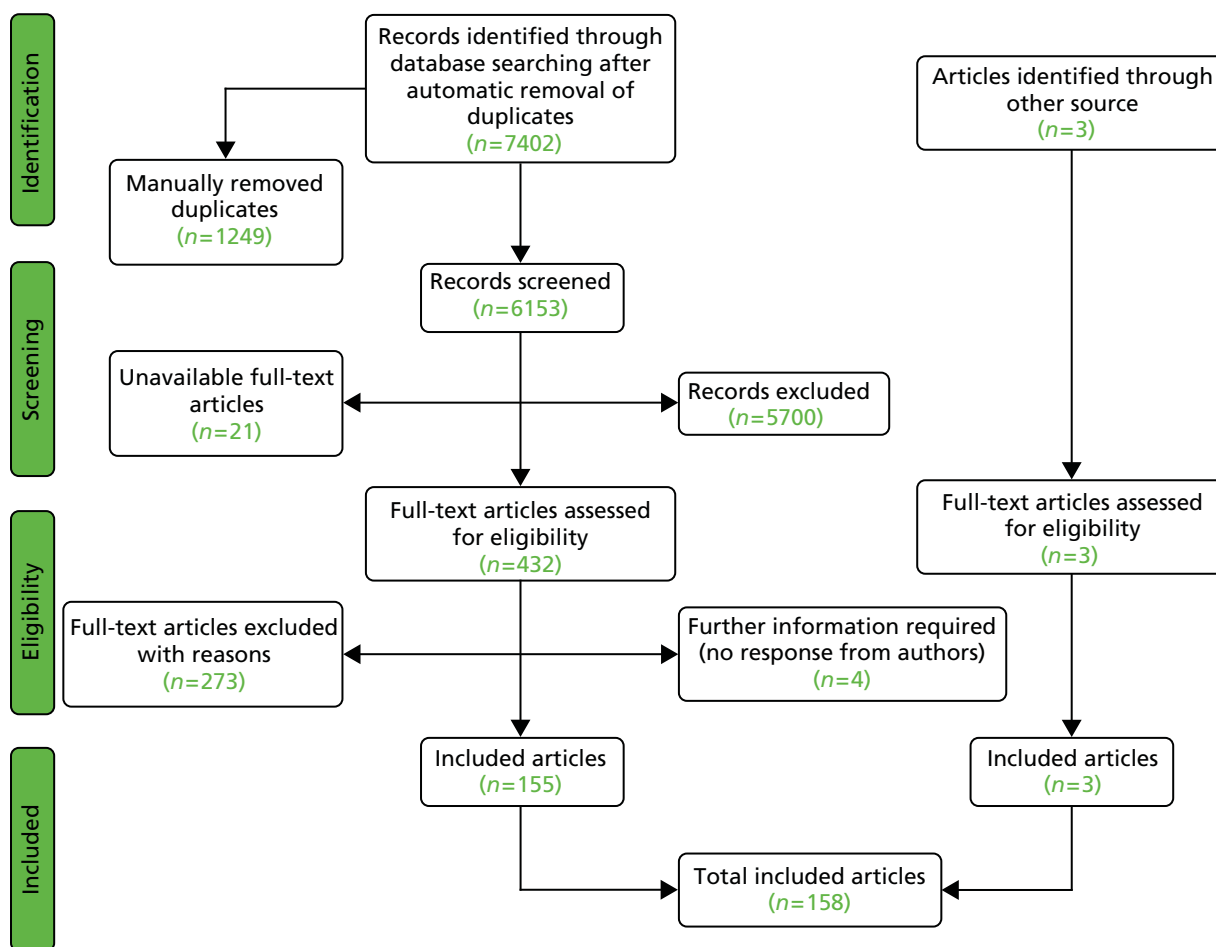 Identification
Records identified through
database searching after
automatic removal of
duplicates
(n=7402)
Articles identified through
other source
(n=3)
Manually removed
duplicates
(n=1249)
Screening
Records screened
(n=6153)
Unavailable full-text
articles
(n=21)
Records excluded
(n=5700)
Eligibility
Full-text articles assessed
for eligibility
(n=432)
Full-text articles assessed
for eligibility
(n=3)
Full-text articles excluded
with reasons
(n=273)
Further information required
(no response from authors)
(n=4)
Included
Included articles
(n=155)
Included articles
(n=3)
Total included articles
(n=158)